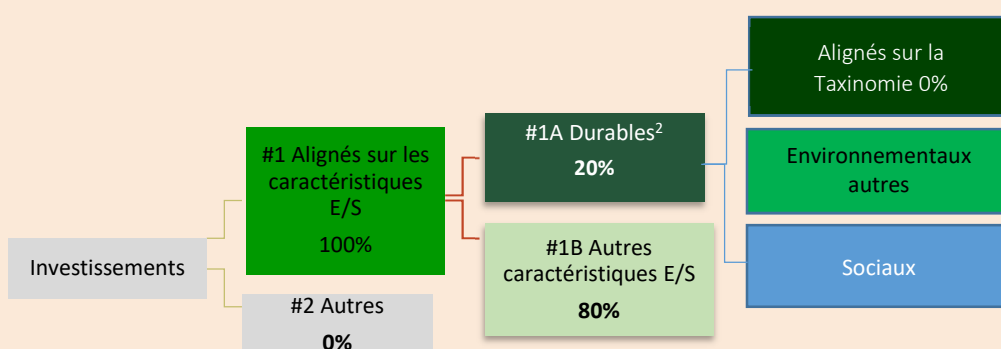 Investissements
#1 Alignés sur les
caractéristiques
E/S
100%
#2 Autres
0%
#1A Durables²
20%
#1B Autres
caractéristiques E/S
80%
Alignés sur la
Taxinomie 0%
Environnementaux
autres
Sociaux